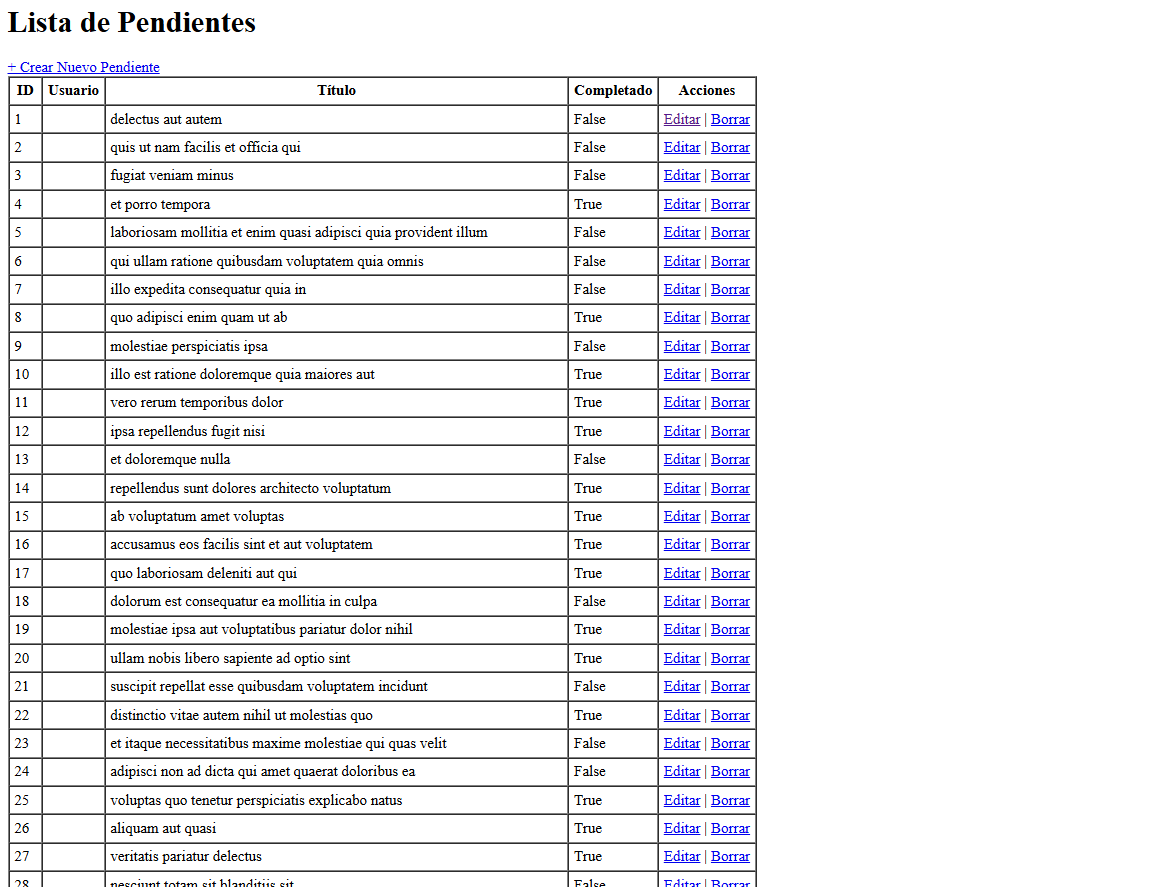 Lista de Pendientes
+ Crear Nuevo Pendiente
ID Usuario Título Completado Acciones
1 delectus aut autem False Editar | Borrar
2 quis ut nam facilis et officia qui False Editar | Borrar
3 fugiat veniam minus False Editar | Borrar
4 et porro tempora True Editar | Borrar
5 laboriosam mollitia et enim quasi adipisci quia provident illum False Editar | Borrar
6 qui ullam ratione quibusdam voluptatem quia omnis False Editar | Borrar
7 illo expedita consequatur quia in False Editar | Borrar
8 quo adipisci enim quam ut ab True Editar | Borrar
9 molestiae perspiciatis ipsa False Editar | Borrar
10 illo est ratione doloremque quia maiores aut True Editar | Borrar
11 vero rerum temporibus dolor True Editar | Borrar
12 ipsa repellendus fugit nisi True Editar | Borrar
13 et doloremque nulla False Editar | Borrar
14 repellendus sunt dolores architecto voluptatum True Editar | Borrar
15 ab voluptatum amet voluptas True Editar | Borrar
16 accusamus eos facilis sint et aut voluptatem True Editar | Borrar
17 quo laboriosam deleniti aut qui True Editar | Borrar
18 dolorum est consequatur ea mollitia in culpa False Editar | Borrar
19 molestiae ipsa aut voluptatibus pariatur dolor nihil True Editar | Borrar
20 ullam nobis libero sapiente ad optio sint True Editar | Borrar
21 suscipit repellat esse quibusdam voluptatem incidunt False Editar | Borrar
22 distinctio vitae autem nihil ut molestias quo True Editar | Borrar
23 et itaque necessitatibus maxime molestiae qui quas velit False Editar | Borrar
24 adipisci non ad dicta qui amet quaerat doloribus ea False Editar | Borrar
25 voluptas quo tenetur perspiciatis explicabo natus True Editar | Borrar
26 aliquam aut quasi True Editar | Borrar
27 veritatis pariatur delectus True Editar | Borrar
28 nesciunt totam sit blanditiis sit False Editar | Borrar